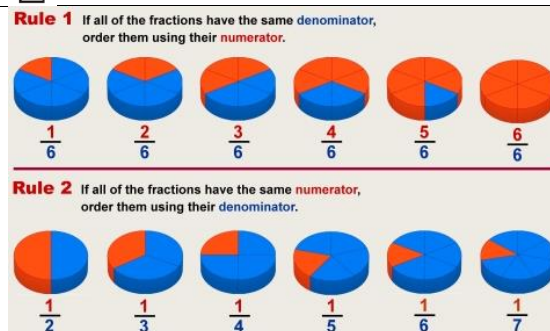 Rule 1 If all of the fractions have the same denominator,
order them using their numerator.
1/6 2/6 3/6 4/6 5/6 6/6
Rule 2 If all of the fractions have the same numerator,
order them using their denominator.
1/2 1/3 1/4 1/5 1/6 1/7